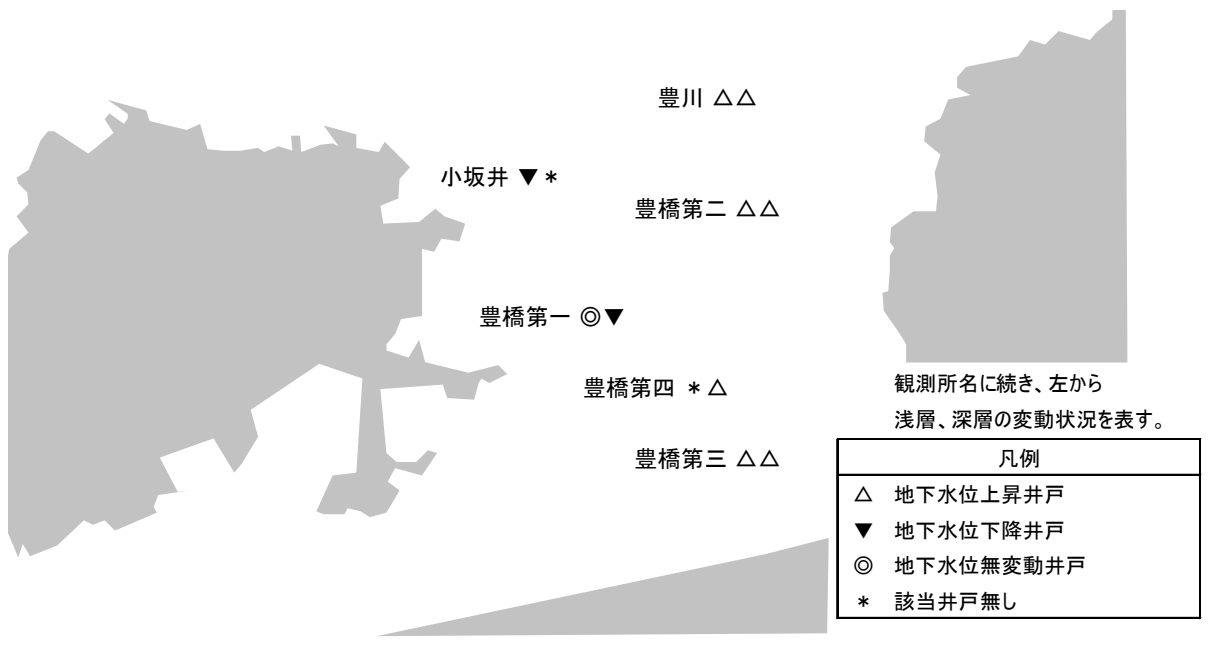 豊川 △△
小坂井 ▼*
豊橋第二 △△
豊橋第一 ◎▼
豊橋第四 *△
豊橋第三 △△
観測所名に続き、左から
浅層、深層の変動状況を表す。
凡例
△ 地下水位上昇井戸
▼ 地下水位下降井戸
◎ 地下水位無変動井戸
* 該当井戸無し